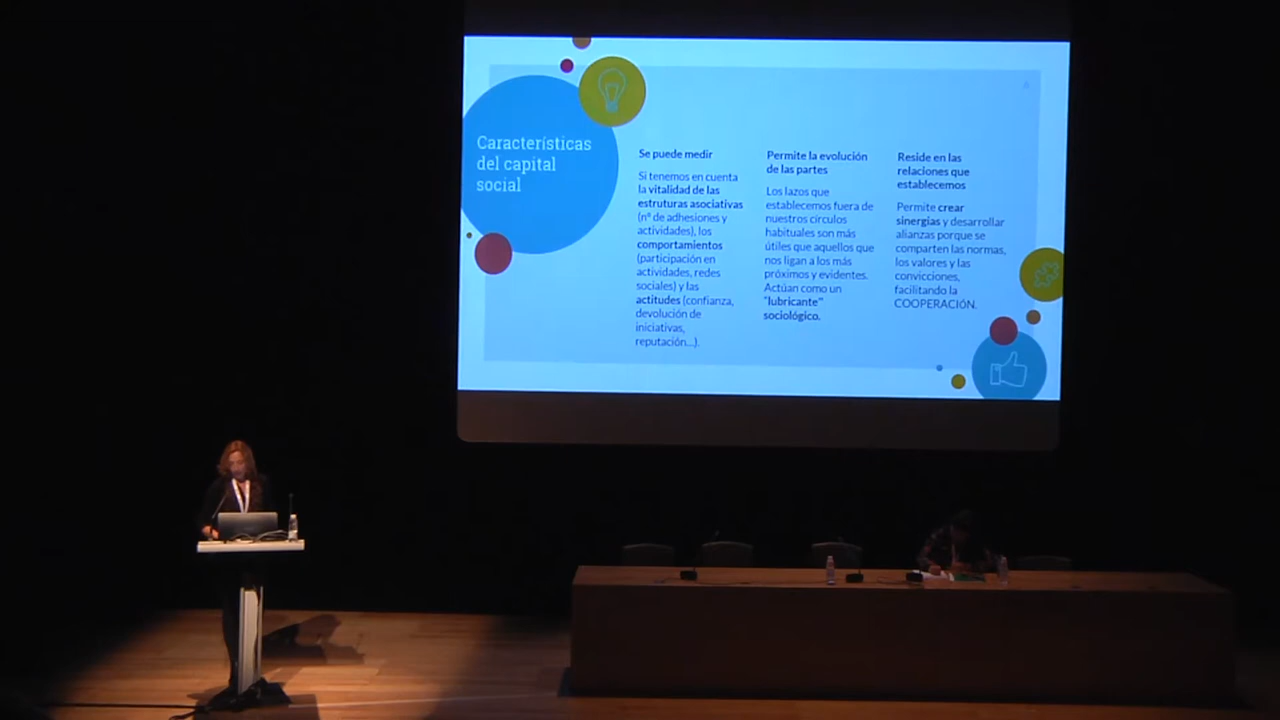 Características
del capital
social
Se puede medir
Si tenemos en cuenta
la vitalidad de las
estruturas asociativas
(nº de adhesiones y
actividades), los
comportamientos
(participación en
actividades, redes
sociales) y las
actitudes (confianza,
devolución de
iniciativas,
reputación...).
Permite la evolución
de las partes
Los lazos que
establecemos fuera de
nuestros círculos
habituales son más
útiles que aquellos que
nos ligan a los más
próximos y evidentes.
Actúan como un
"lubricante"
sociológico.
Reside en las
relaciones que
establecemos
Permite crear
sinergias y desarrollar
alianzas porque se
comparten las normas,
los valores y las
convicciones,
facilitando la
COOPERACIÓN.